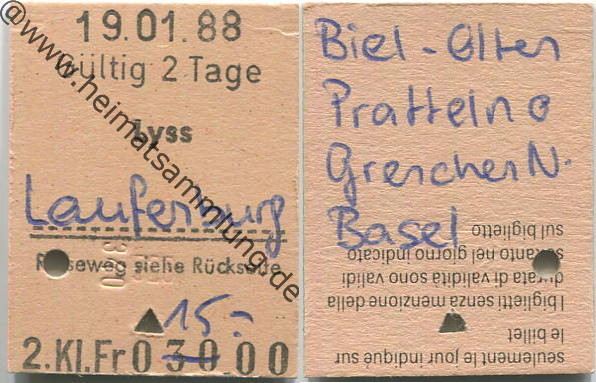 19.01.88
Gültig 2 Tage
Lyss
Laufenburg
Reiseweg siehe Rückseite
15.-
2.Kl.Fr 030.00
@www.heimatsammlung.de
Biel - Olten
Pratteln o
Grenchen N.
Basel
seulement le jour indiqué sur
le billet
I biglietti senza menzione della
durata di validità sono validi
soltanto nel giorno indicato
sul biglietto